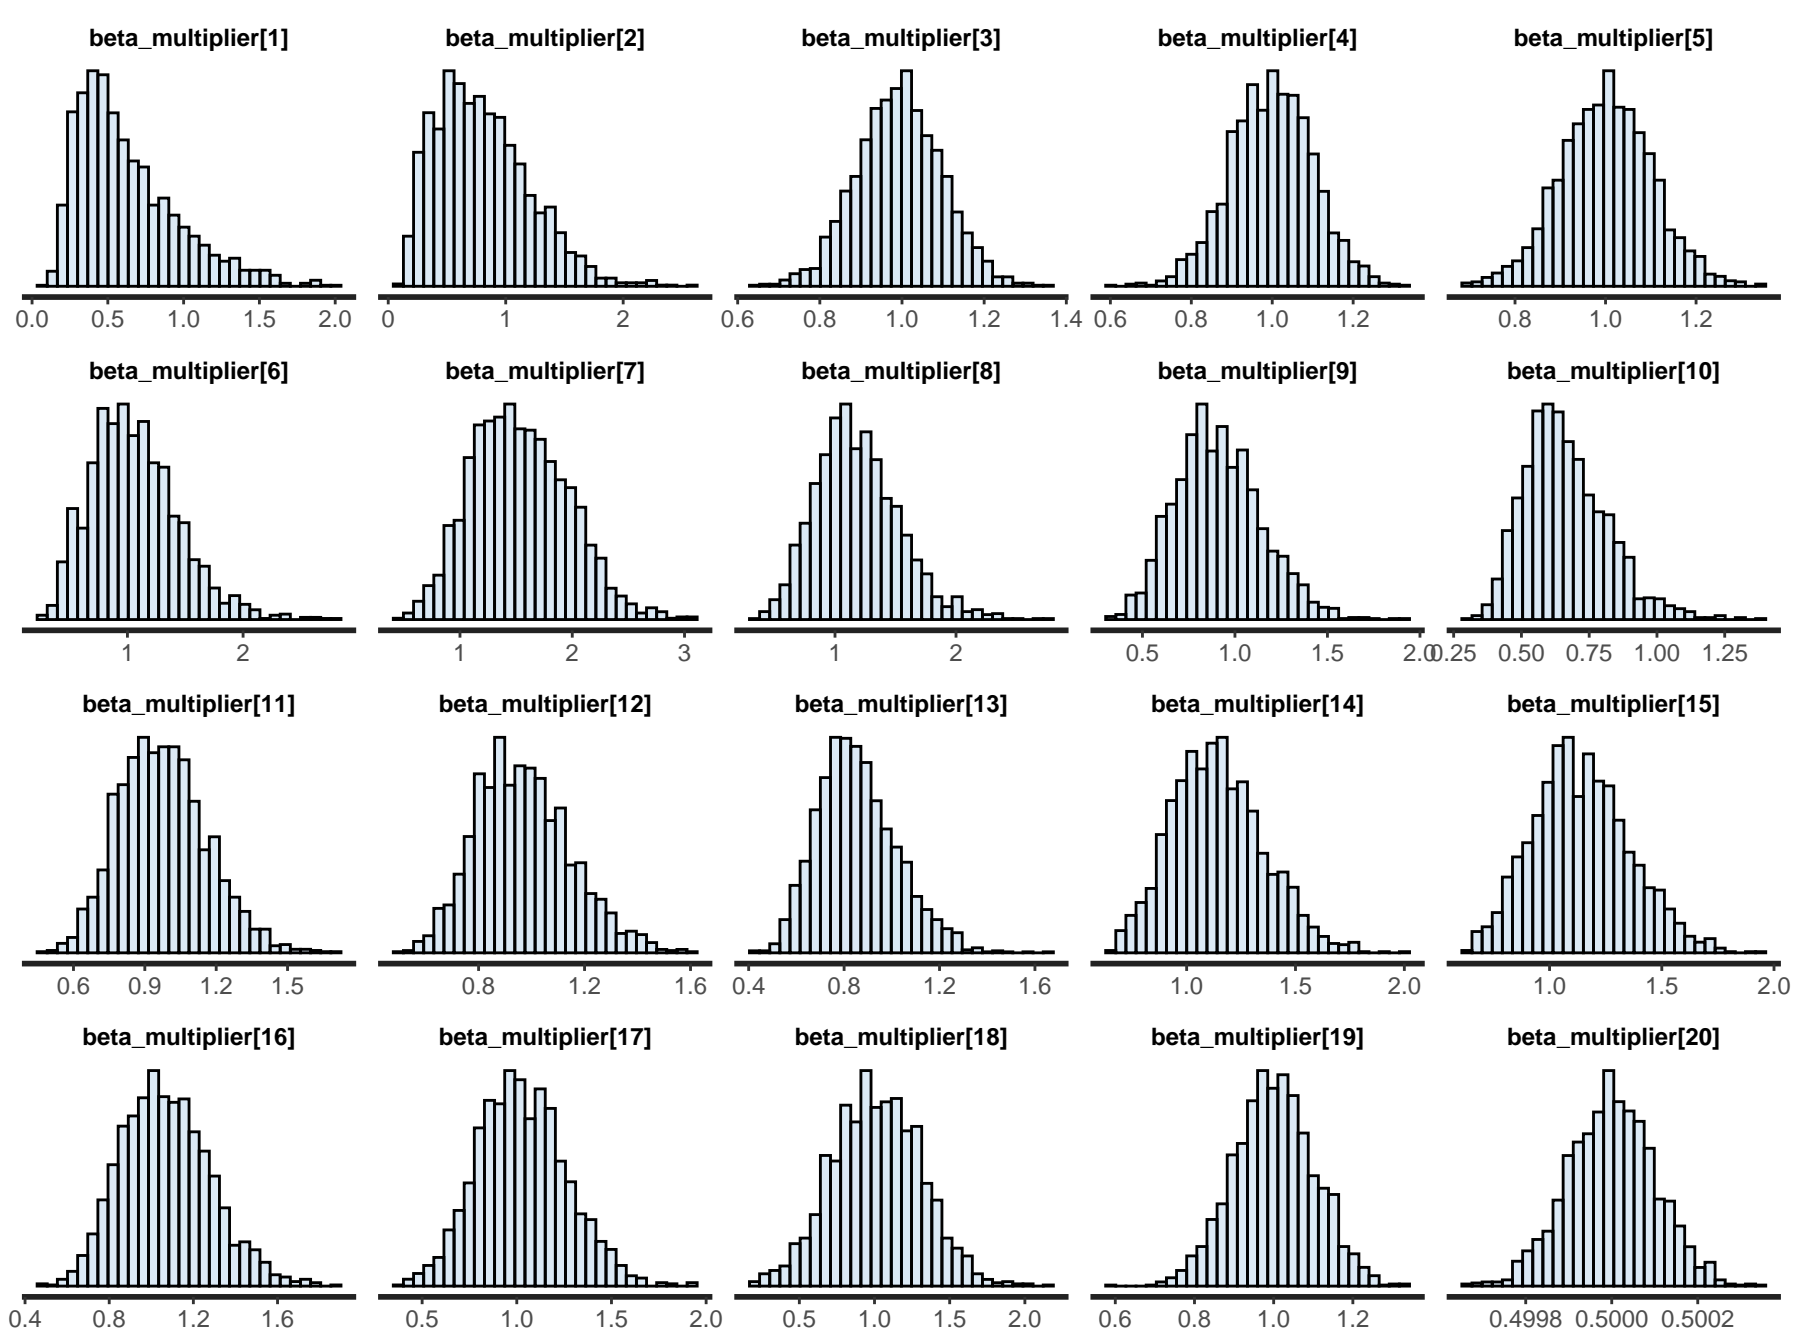 beta_multiplier[1] beta_multiplier[2] beta_multiplier[3] beta_multiplier[4] beta_multiplier[5]
0.0 0.5 1.0 1.5 2.0 0 1 2 0.6 0.8 1.0 1.2 1.4 0.6 0.8 1.0 1.2 0.8 1.0 1.2
beta_multiplier[6] beta_multiplier[7] beta_multiplier[8] beta_multiplier[9] beta_multiplier[10]
1 2 1 2 3 1 2 0.5 1.0 1.5 2.0 0.25 0.50 0.75 1.00 1.25
beta_multiplier[11] beta_multiplier[12] beta_multiplier[13] beta_multiplier[14] beta_multiplier[15]
0.6 0.9 1.2 1.5 0.8 1.2 1.6 0.4 0.8 1.2 1.6 1.0 1.5 2.0 1.0 1.5 2.0
beta_multiplier[16] beta_multiplier[17] beta_multiplier[18] beta_multiplier[19] beta_multiplier[20]
0.4 0.8 1.2 1.6 0.5 1.0 1.5 2.0 0.5 1.0 1.5 2.0 0.6 0.8 1.0 1.2 0.4998 0.5000 0.5002